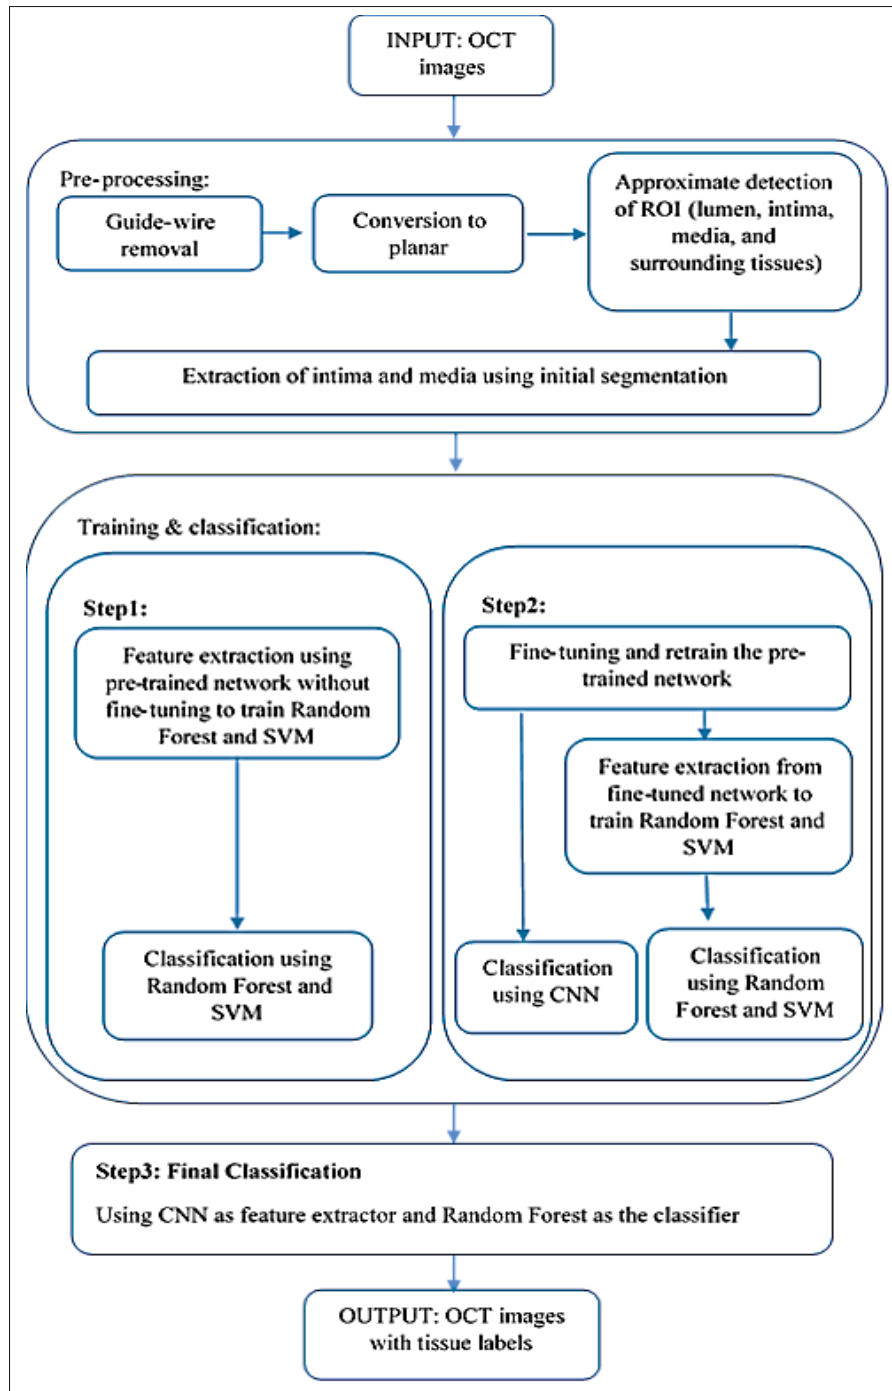 INPUT: OCT
images
Pre-processing:
Guide-wire
removal
Conversion to
planar
Approximate detection
of ROI (lumen, intima,
media, and
surrounding tissues)
Extraction of intima and media using initial segmentation
Training & classification:
Step1:
Feature extraction using
pre-trained network without
fine-tuning to train Random
Forest and SVM
Classification using
Random Forest and
SVM
Step2:
Fine-tuning and retrain the pre-
trained network
Feature extraction from
fine-tuned network to
train Random Forest and
SVM
Classification
using CNN
Classification
using Random
Forest and SVM
Step3: Final Classification
Using CNN as feature extractor and Random Forest as the classifier
OUTPUT: OCT images
with tissue labels